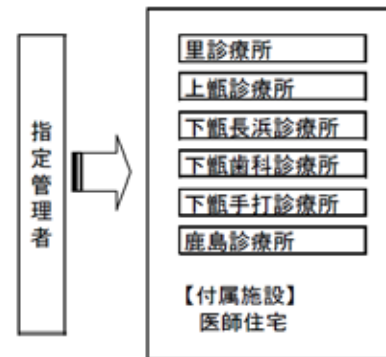 指定管理者
里診療所
上甑診療所
下甑長浜診療所
下甑歯科診療所
下甑手打診療所
鹿島診療所
【付属施設】
医師住宅